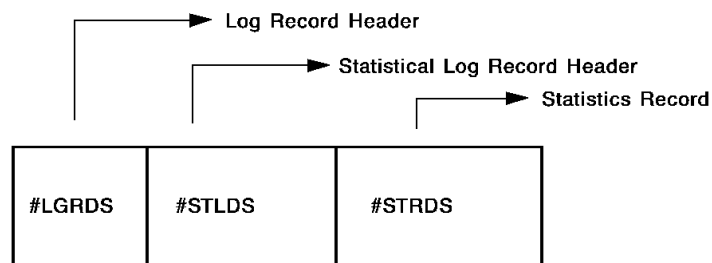 Log Record Header
Statistical Log Record Header
Statistics Record
#LGRDS #STLDS #STRDS